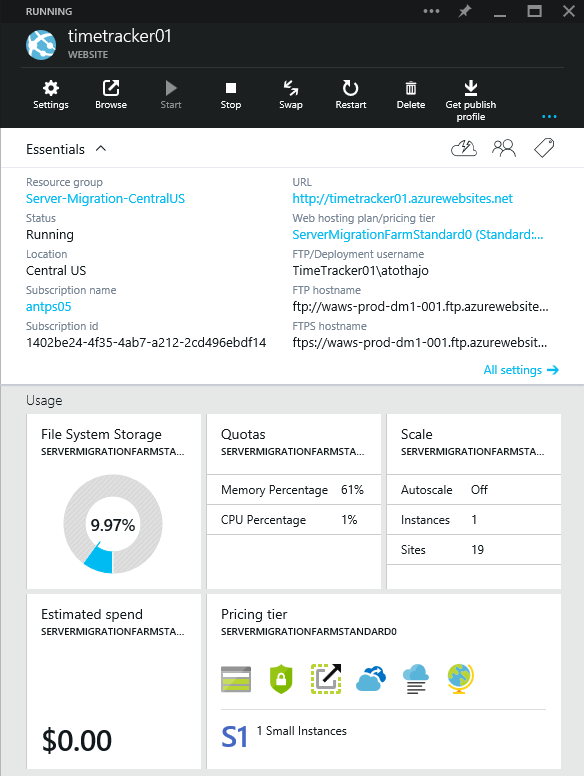 RUNNING
timetracker01
WEBSITE
Settings
Browse
Start
Stop
Swap
Restart
Delete
Get publish
profile
Essentials
Resource group
Server-Migration-CentralUS
URL
http://timetracker01.azurewebsites.net
Status
Running
Web hosting plan/pricing tier
ServerMigrationFarmStandard0 (Standard:...
Location
Central US
FTP/Deployment username
TimeTracker01\atothajo
Subscription name
antps05
FTP hostname
ftp://waws-prod-dm1-001.ftp.azurewebsite...
Subscription id
1402be24-4f35-4ab7-a212-2cd496ebdf14
FTPS hostname
ftps://waws-prod-dm1-001.ftp.azurewebsit...
All settings
Usage
File System Storage
SERVERMIGRATIONFARMSTA...
9.97%
Quotas
SERVERMIGRATIONFARMSTA...
Memory Percentage 61%
CPU Percentage 1%
Scale
SERVERMIGRATIONFARMSTA...
Autoscale Off
Instances 1
Sites 19
Estimated spend
SERVERMIGRATIONFARMSTA...
$0.00
Pricing tier
SERVERMIGRATIONFARMSTANDARD0
S1 1 Small Instances